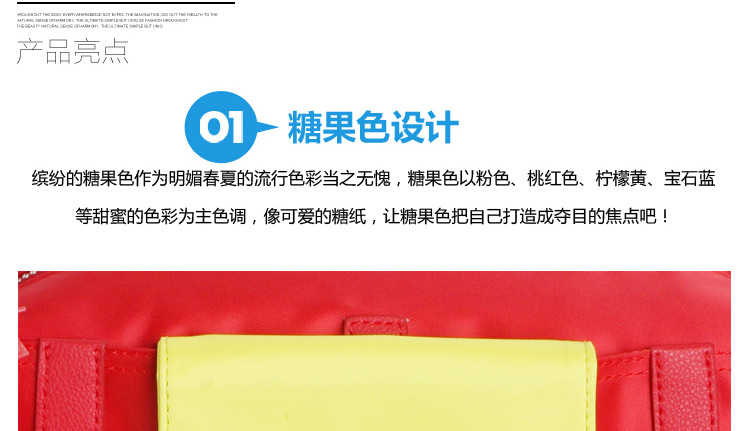 产品亮点
01 糖果色设计
缤纷的糖果色作为明媚春夏的流行色彩当之无愧，糖果色以粉色、桃红色、柠檬黄、宝石蓝
等甜蜜的色彩为主色调，像可爱的糖纸，让糖果色把自己打造成夺目的焦点吧！